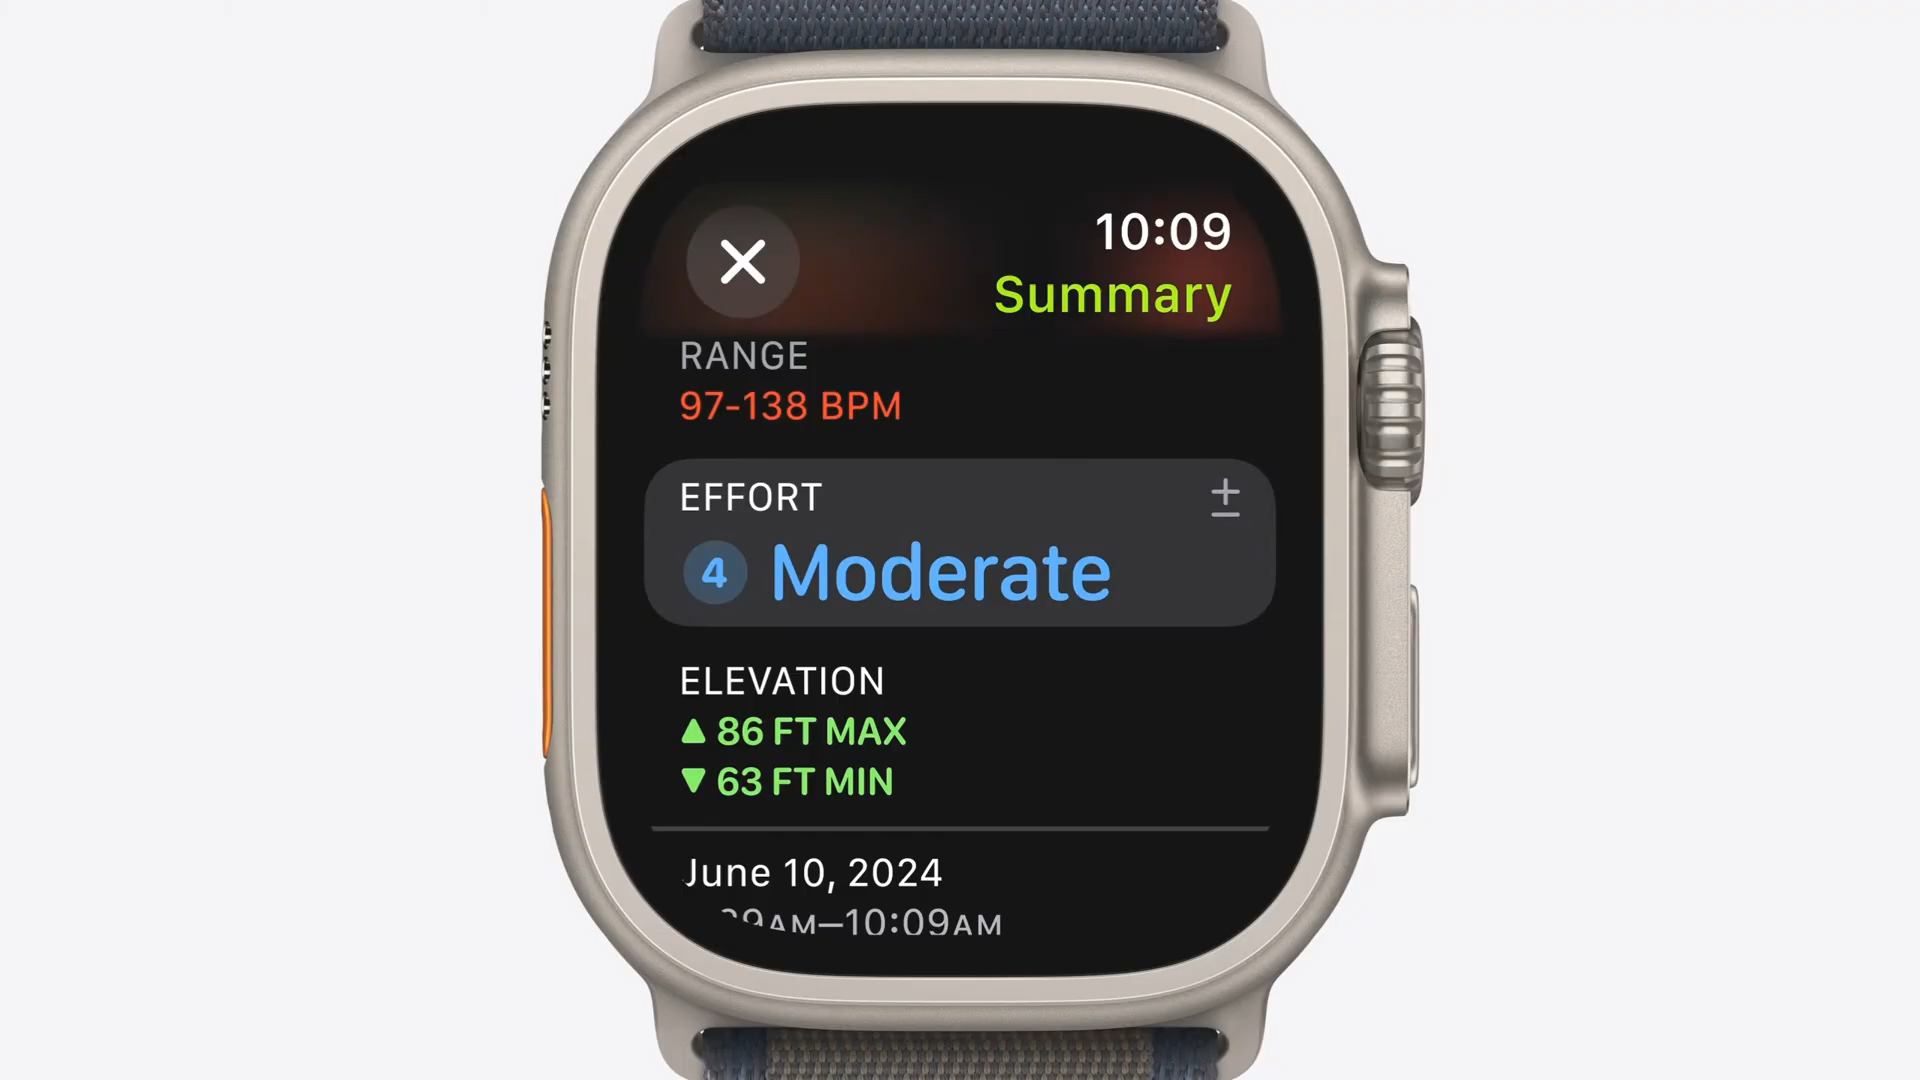 10:09
Summary
RANGE
97-138 BPM
EFFORT
4 Moderate
ELEVATION
86 FT MAX
63 FT MIN
June 10, 2024
10:09AM